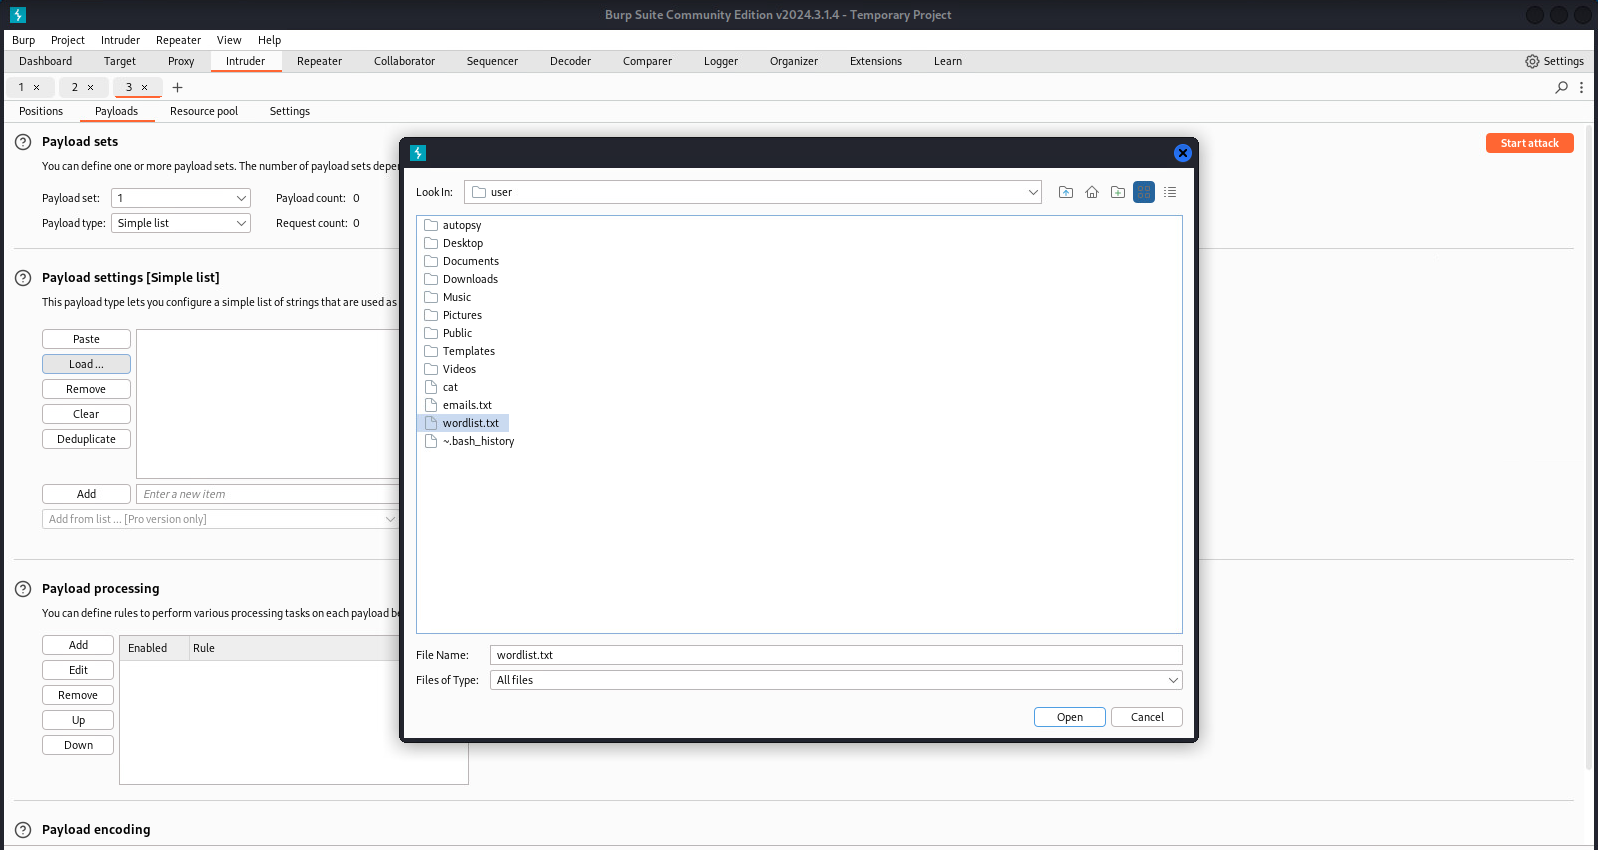 Burp Suite Community Edition v2024.3.1.4 - Temporary Project
Burp Project Intruder Repeater View Help
Dashboard Target Proxy Intruder Repeater Collaborator Sequencer Decoder Comparer Logger Organizer Extensions Learn Settings
1 × 2 × 3 × +
Positions Payloads Resource pool Settings
? Payload sets
Start attack
You can define one or more payload sets. The number of payload sets depe
Payload set: 1 Payload count: 0
Payload type: Simple list Request count: 0
? Payload settings [Simple list]
This payload type lets you configure a simple list of strings that are used as
Paste
Load ...
Remove
Clear
Deduplicate
Add Enter a new item
Add from list ... [Pro version only]
? Payload processing
You can define rules to perform various processing tasks on each payload be
Add Enabled Rule
Edit
Remove
Up
Down
? Payload encoding
Look In: user
autopsy
Desktop
Documents
Downloads
Music
Pictures
Public
Templates
Videos
cat
emails.txt
wordlist.txt
~.bash_history
File Name: wordlist.txt
Files of Type: All files
Open Cancel